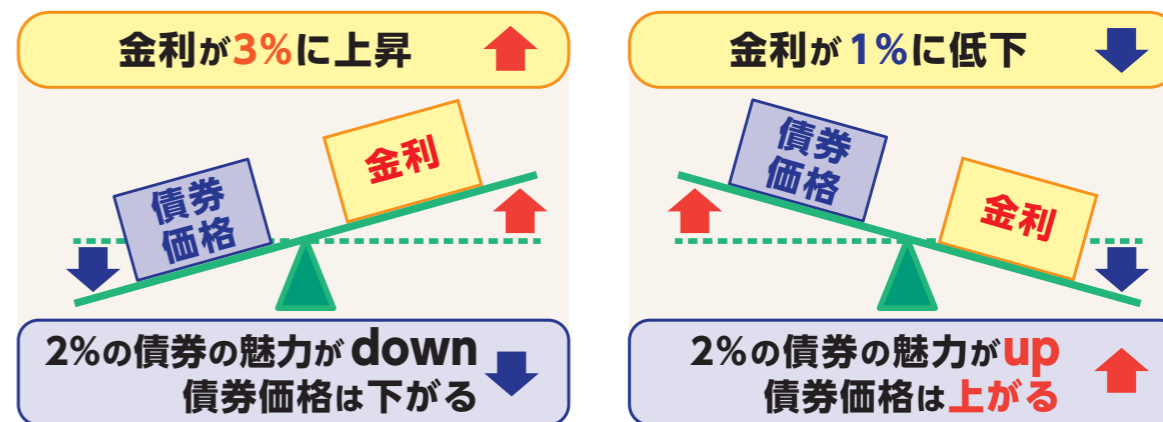 金利が3%に上昇
債券
価格
金利
2%の債券の魅力がdown
債券価格は下がる
金利が1%に低下
債券
価格
金利
2%の債券の魅力がup
債券価格は上がる